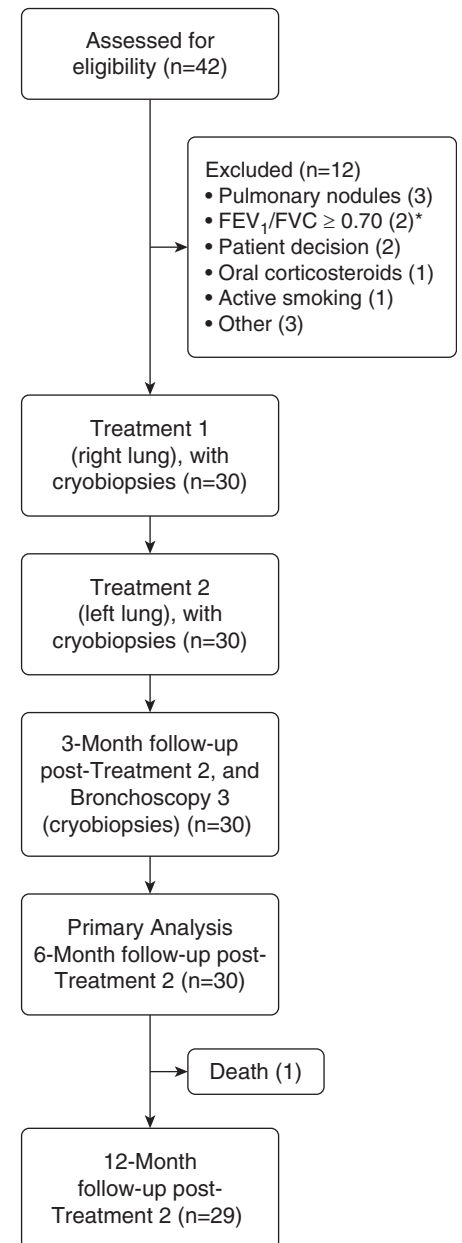 Assessed for
eligibility (n=42)
Excluded (n=12)
• Pulmonary nodules (3)
• FEV₁/FVC ≥ 0.70 (2)*
• Patient decision (2)
• Oral corticosteroids (1)
• Active smoking (1)
• Other (3)
Treatment 1
(right lung), with
cryobiopsies (n=30)
Treatment 2
(left lung), with
cryobiopsies (n=30)
3-Month follow-up
post-Treatment 2, and
Bronchoscopy 3
(cryobiopsies) (n=30)
Primary Analysis
6-Month follow-up post-
Treatment 2 (n=30)
Death (1)
12-Month
follow-up post-
Treatment 2 (n=29)